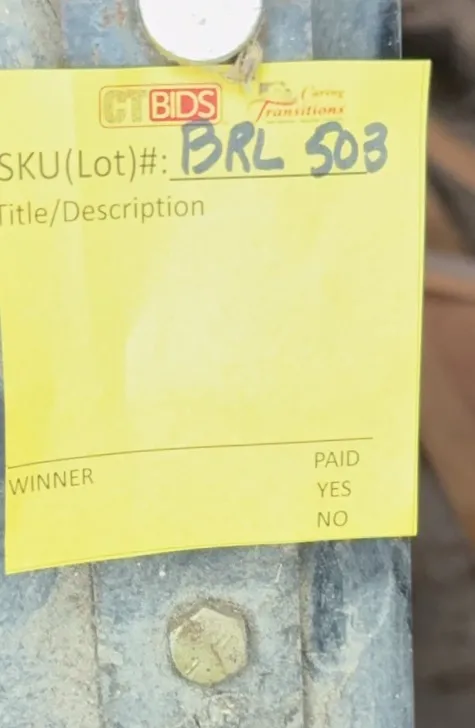 CTBIDS Caring
Transitions
SKU(Lot)#: BRL 503
Title/Description
WINNER PAID
YES
NO